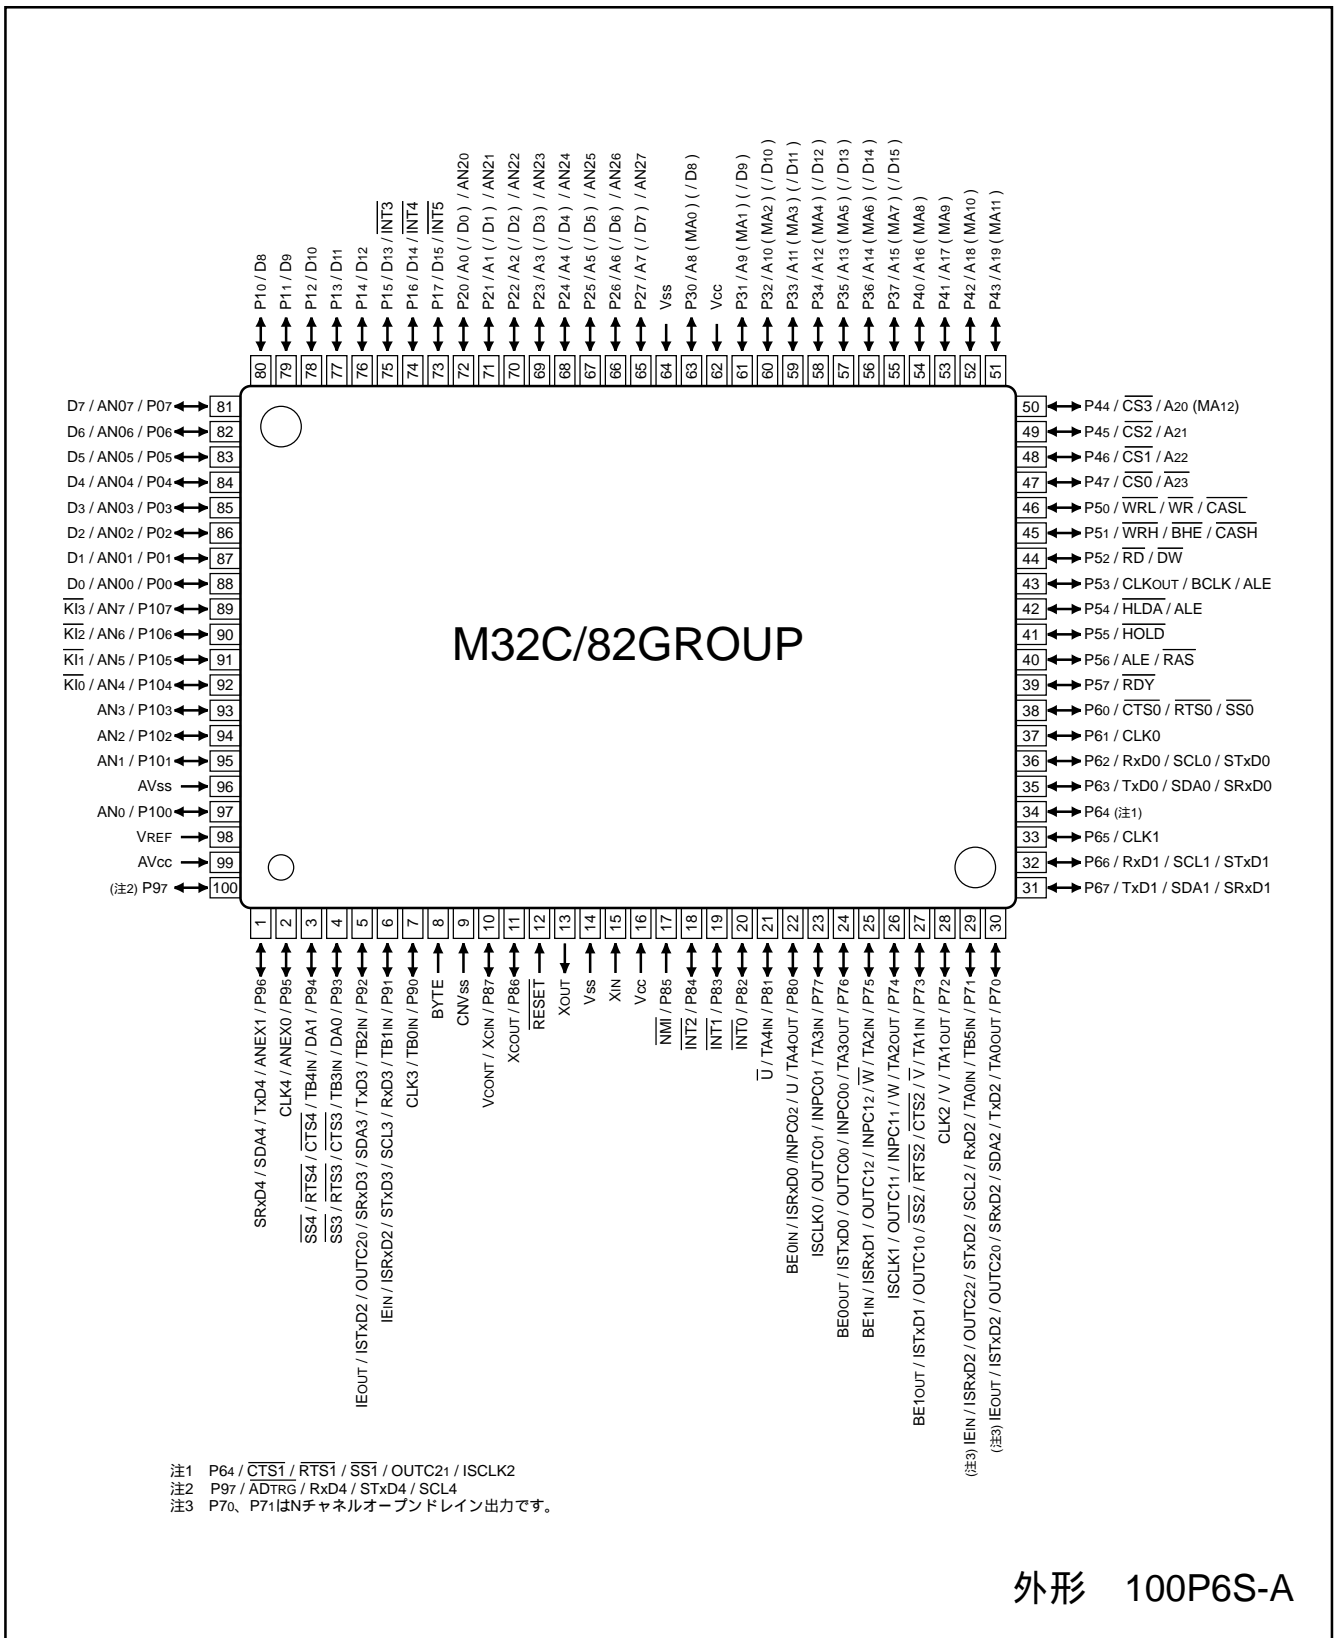 P10 / D8
P11 / D9
P12 / D10
P13 / D11
P14 / D12
P15 / D13 / INT3
P16 / D14 / INT4
P17 / D15 / INT5
P20 / A0 ( / D0 ) / AN20
P21 / A1 ( / D1 ) / AN21
P22 / A2 ( / D2 ) / AN22
P23 / A3 ( / D3 ) / AN23
P24 / A4 ( / D4 ) / AN24
P25 / A5 ( / D5 ) / AN25
P26 / A6 ( / D6 ) / AN26
P27 / A7 ( / D7 ) / AN27
Vss
P30 / A8 ( MA0 ) ( / D8 )
Vcc
P31 / A9 ( MA1 ) ( / D9 )
P32 / A10 ( MA2 ) ( / D10 )
P33 / A11 ( MA3 ) ( / D11 )
P34 / A12 ( MA4 ) ( / D12 )
P35 / A13 ( MA5 ) ( / D13 )
P36 / A14 ( MA6 ) ( / D14 )
P37 / A15 ( MA7 ) ( / D15 )
P40 / A16 ( MA8 )
P41 / A17 ( MA9 )
P42 / A18 ( MA10 )
P43 / A19 ( MA11 )
80 79 78 77 76 75 74 73 72 71 70 69 68 67 66 65 64 63 62 61 60 59 58 57 56 55 54 53 52 51
D7 / AN07 / P07 81
D6 / AN06 / P06 82
D5 / AN05 / P05 83
D4 / AN04 / P04 84
D3 / AN03 / P03 85
D2 / AN02 / P02 86
D1 / AN01 / P01 87
D0 / AN00 / P00 88
KI3 / AN7 / P107 89
KI2 / AN6 / P106 90
KI1 / AN5 / P105 91
KI0 / AN4 / P104 92
AN3 / P103 93
AN2 / P102 94
AN1 / P101 95
AVss 96
AN0 / P100 97
VREF 98
AVcc 99
(注2) P97 100
M32C/82GROUP
50 P44 / CS3 / A20 (MA12)
49 P45 / CS2 / A21
48 P46 / CS1 / A22
47 P47 / CS0 / A23
46 P50 / WRL / WR / CASL
45 P51 / WRH / BHE / CASH
44 P52 / RD / DW
43 P53 / CLKOUT / BCLK / ALE
42 P54 / HLDA / ALE
41 P55 / HOLD
40 P56 / ALE / RAS
39 P57 / RDY
38 P60 / CTS0 / RTS0 / SS0
37 P61 / CLK0
36 P62 / RxD0 / SCL0 / STxD0
35 P63 / TxD0 / SDA0 / SRxD0
34 P64 (注1)
33 P65 / CLK1
32 P66 / RxD1 / SCL1 / STxD1
31 P67 / TxD1 / SDA1 / SRxD1
1 2 3 4 5 6 7 8 9 10 11 12 13 14 15 16 17 18 19 20 21 22 23 24 25 26 27 28 29 30
SRxD4 / SDA4 / TxD4 / ANEX1 / P96
CLK4 / ANEX0 / P95
SS4 / RTS4 / CTS4 / TB4IN / DA1 / P94
SS3 / RTS3 / CTS3 / TB3IN / DA0 / P93
IEOUT / ISTxD2 / OUTC20 / SRxD3 / SDA3 / TxD3 / TB2IN / P92
IEIN / ISRxD2 / STxD3 / SCL3 / RxD3 / TB1IN / P91
CLK3 / TB0IN / P90
BYTE
CNVss
VCONT / XCIN / P87
XCOUT / P86
RESET
XOUT
Vss
XIN
Vcc
NMI / P85
INT2 / P84
INT1 / P83
INT0 / P82
U / TA4IN / P81
BE0IN / ISRxD0 /INPC02 / U / TA4OUT / P80
ISCLK0 / OUTC01 / INPC01 / TA3IN / P77
BE0OUT / ISTxD0 / OUTC00 / INPC00 / TA3OUT / P76
BE1IN / ISRxD1 / OUTC12 / INPC12 / W / TA2IN / P75
ISCLK1 / OUTC11 / INPC11 / W / TA2OUT / P74
BE1OUT / ISTxD1 / OUTC10 / SS2 / RTS2 / CTS2 / V / TA1IN / P73
CLK2 / V / TA1OUT / P72
(注3) IEIN / ISRxD2 / OUTC22 / STxD2 / SCL2 / RxD2 / TA0IN / TB5IN / P71
(注3) IEOUT / ISTxD2 / OUTC20 / SRxD2 / SDA2 / TxD2 / TA0OUT / P70
注1 P64 / CTS1 / RTS1 / SS1 / OUTC21 / ISCLK2
注2 P97 / ADTRG / RxD4 / STxD4 / SCL4
注3 P70、P71はNチャネルオープンドレイン出力です。
外形 100P6S-A